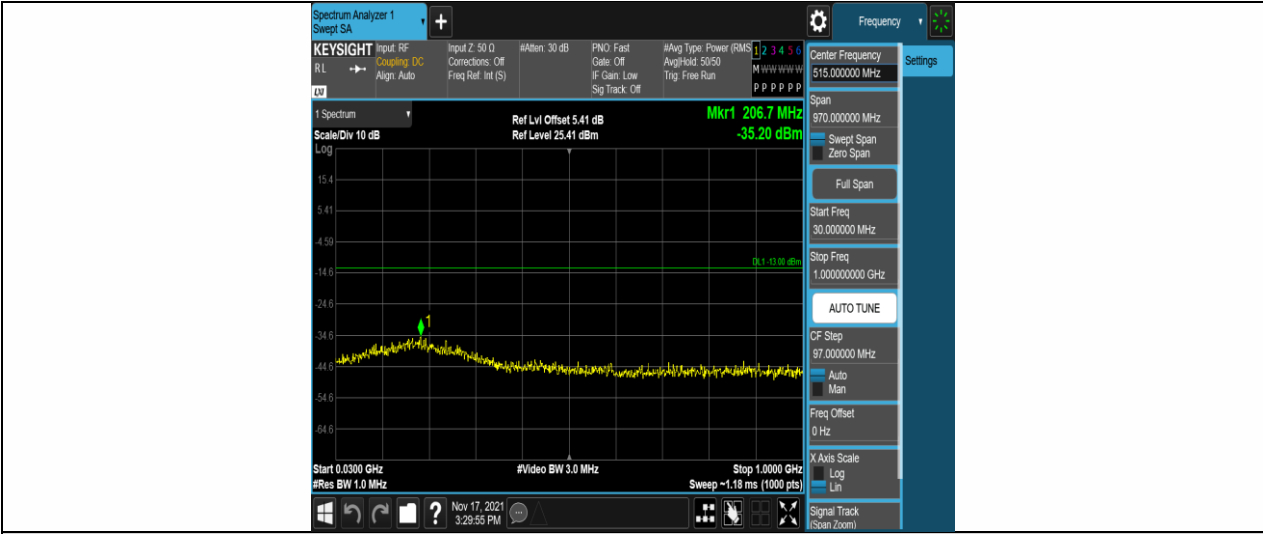 Spectrum Analyzer 1
Swept SA
Frequency
KEYSIGHT
RL
LXI
Input: RF
Coupling: DC
Align: Auto
Input Z: 50 Ω
Corrections: Off
Freq Ref: Int (S)
#Atten: 30 dB
PNO: Fast
Gate: Off
IF Gain: Low
Sig Track: Off
#Avg Type: Power (RMS
Avg|Hold: 50/50
Trig: Free Run
1 2 3 4 5 6
M W W W W W
P P P P P P
1 Spectrum
Scale/Div 10 dB
Log
Ref Lvl Offset 5.41 dB
Ref Level 25.41 dBm
Mkr1 206.7 MHz
-35.20 dBm
15.4
5.41
-4.59
-14.6
-24.6
-34.6
-44.6
-54.6
-64.6
DL1 -13.00 dBm
1
Start 0.0300 GHz
#Res BW 1.0 MHz
#Video BW 3.0 MHz
Stop 1.0000 GHz
Sweep ~1.18 ms (1000 pts)
Nov 17, 2021
3:29:55 PM
Center Frequency
515.000000 MHz
Settings
Span
970.000000 MHz
Swept Span
Zero Span
Full Span
Start Freq
30.000000 MHz
Stop Freq
1.000000000 GHz
AUTO TUNE
CF Step
97.000000 MHz
Auto
Man
Freq Offset
0 Hz
X Axis Scale
Log
Lin
Signal Track
(Span Zoom)